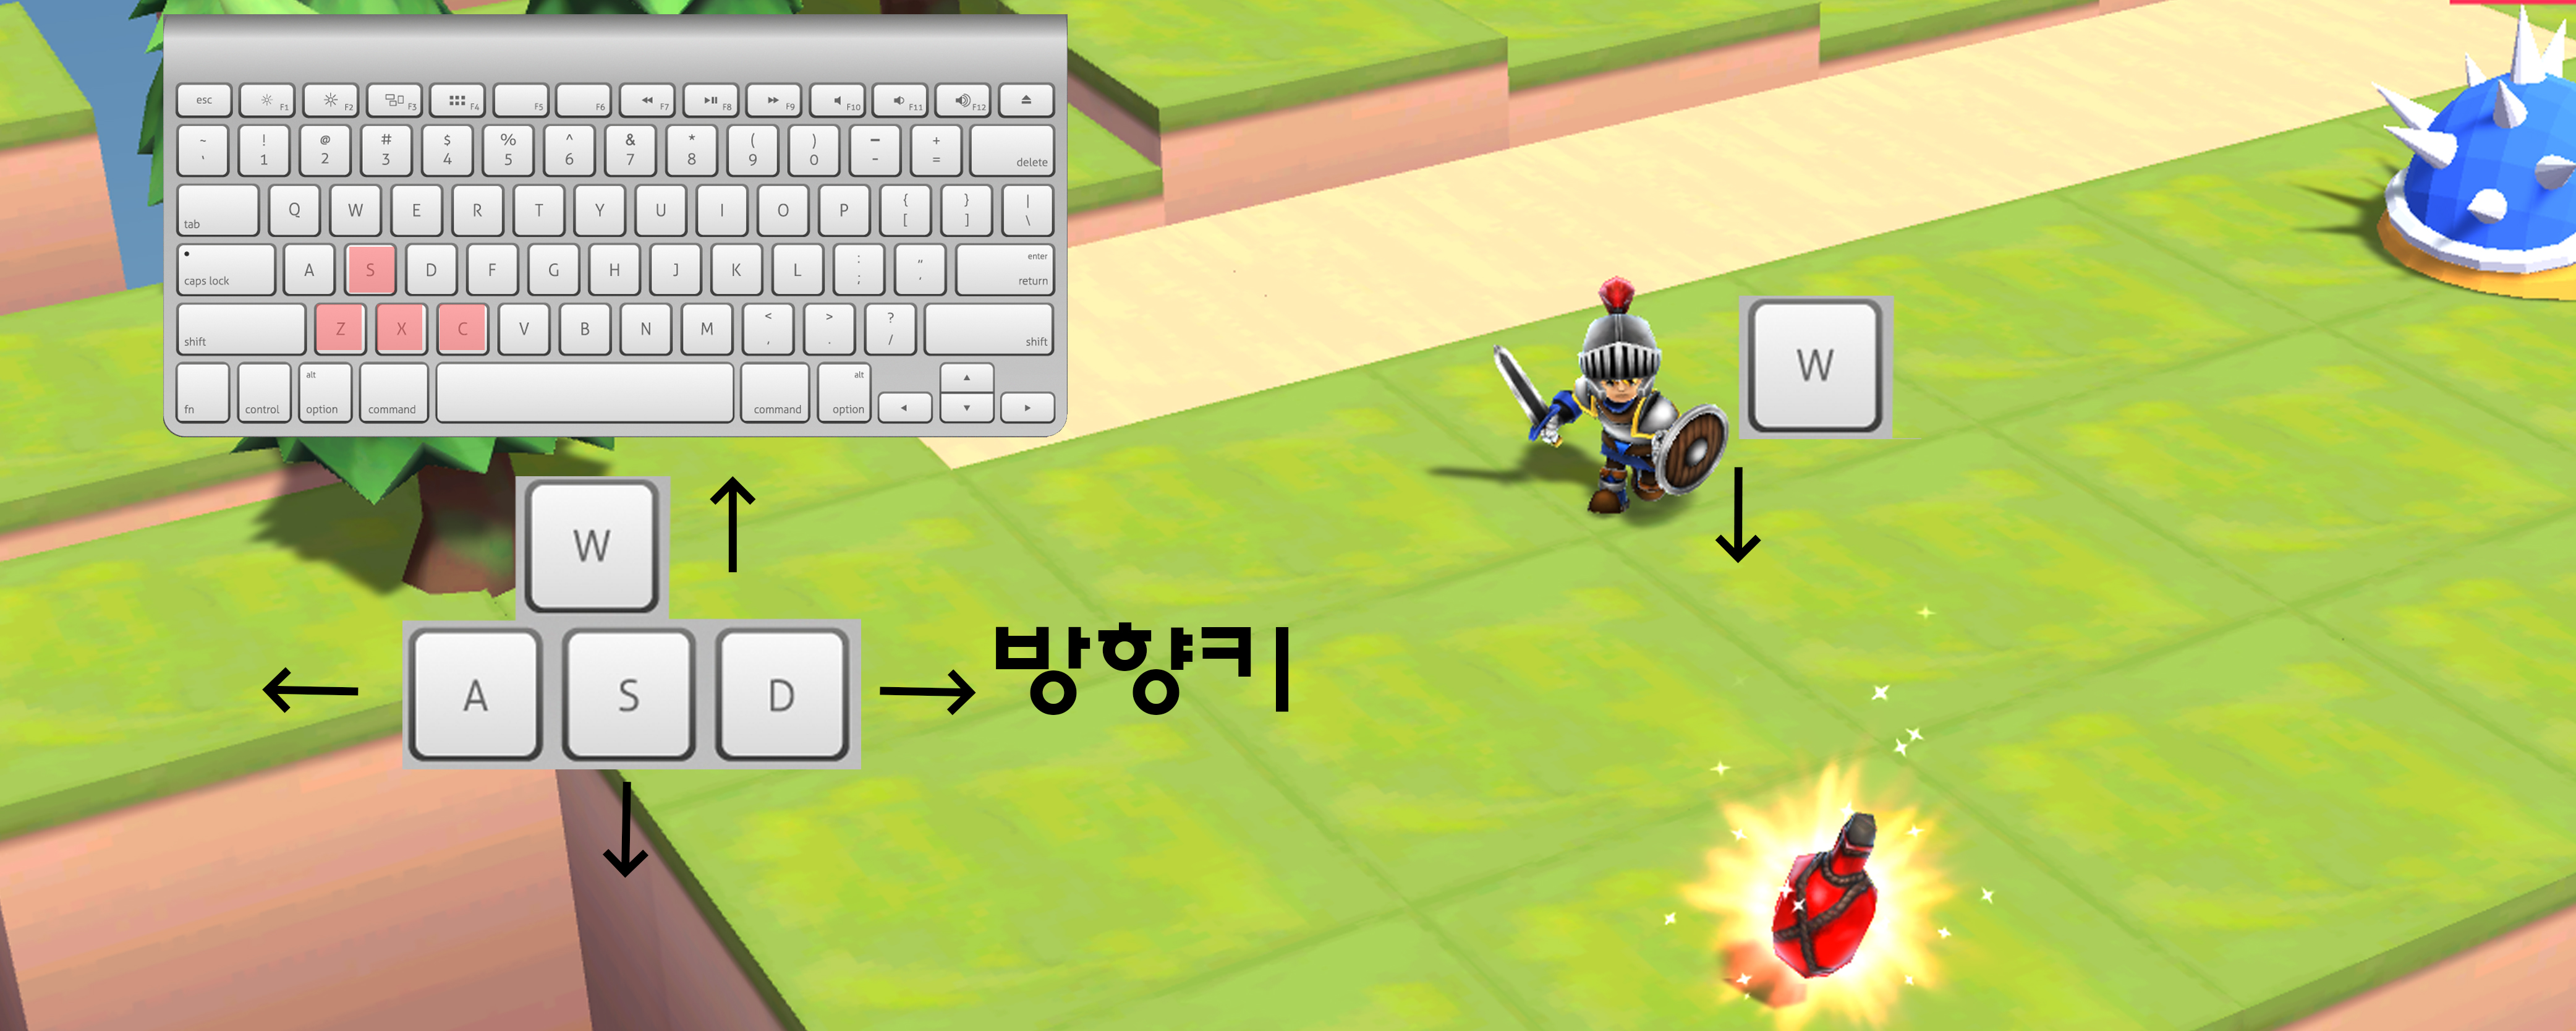 esc F1 F2 F3 F4 F5 F6 F7 F8 F9 F10 F11 F12
~ ! @ # $ % ^ & * ( ) − +
` 1 2 3 4 5 6 7 8 9 0 - = delete
tab Q W E R T Y U I O P { [ } ] | \
caps lock A S D F G H J K L : ; " ' enter return
shift Z X C V B N M < , > . ? / shift
fn control alt option command command alt option
W
W
A S D
방향키